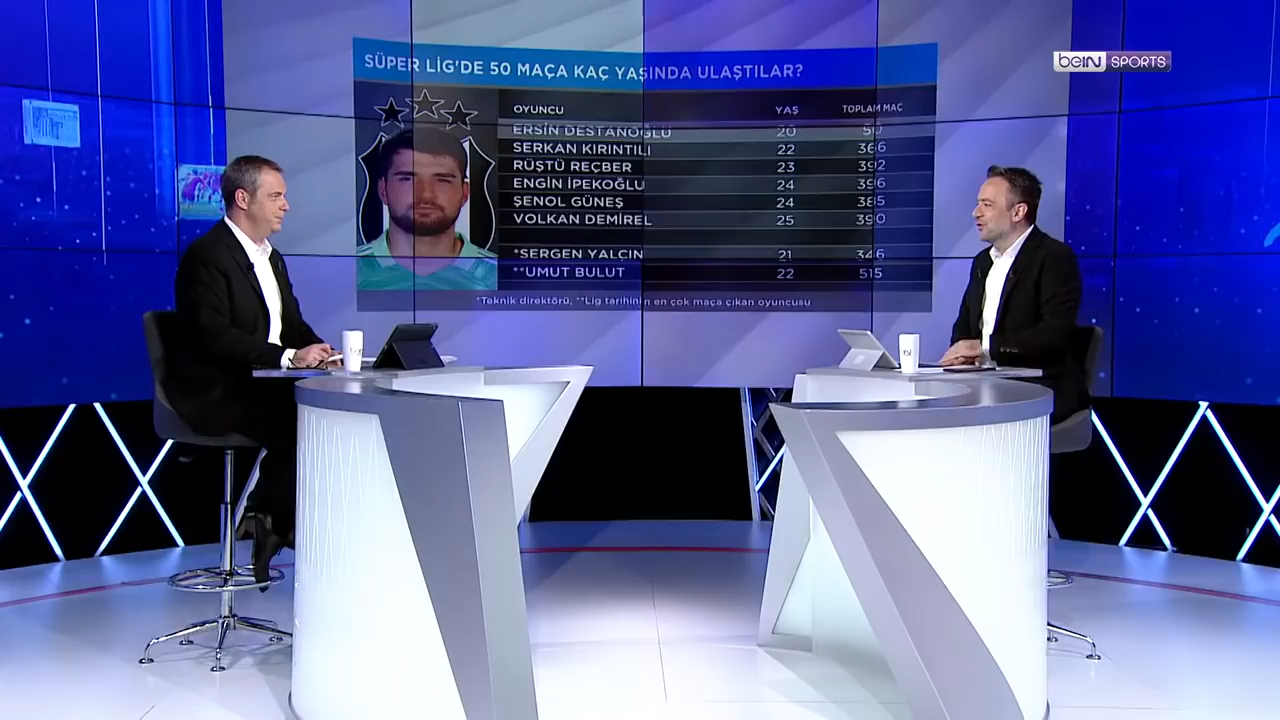 beIN SPORTS
SÜPER LİG'DE 50 MAÇA KAÇ YAŞINDA ULAŞTILAR?
OYUNCU YAŞ TOPLAM MAÇ
ERSİN DESTANOĞLU 20 50
SERKAN KIRINTILI 22 366
RÜŞTÜ REÇBER 23 392
ENGİN İPEKOĞLU 24 396
ŞENOL GÜNEŞ 24 385
VOLKAN DEMİREL 25 390
*SERGEN YALÇIN 21 346
**UMUT BULUT 22 515
*Teknik direktörü, **Lig tarihinin en çok maça çıkan oyuncusu